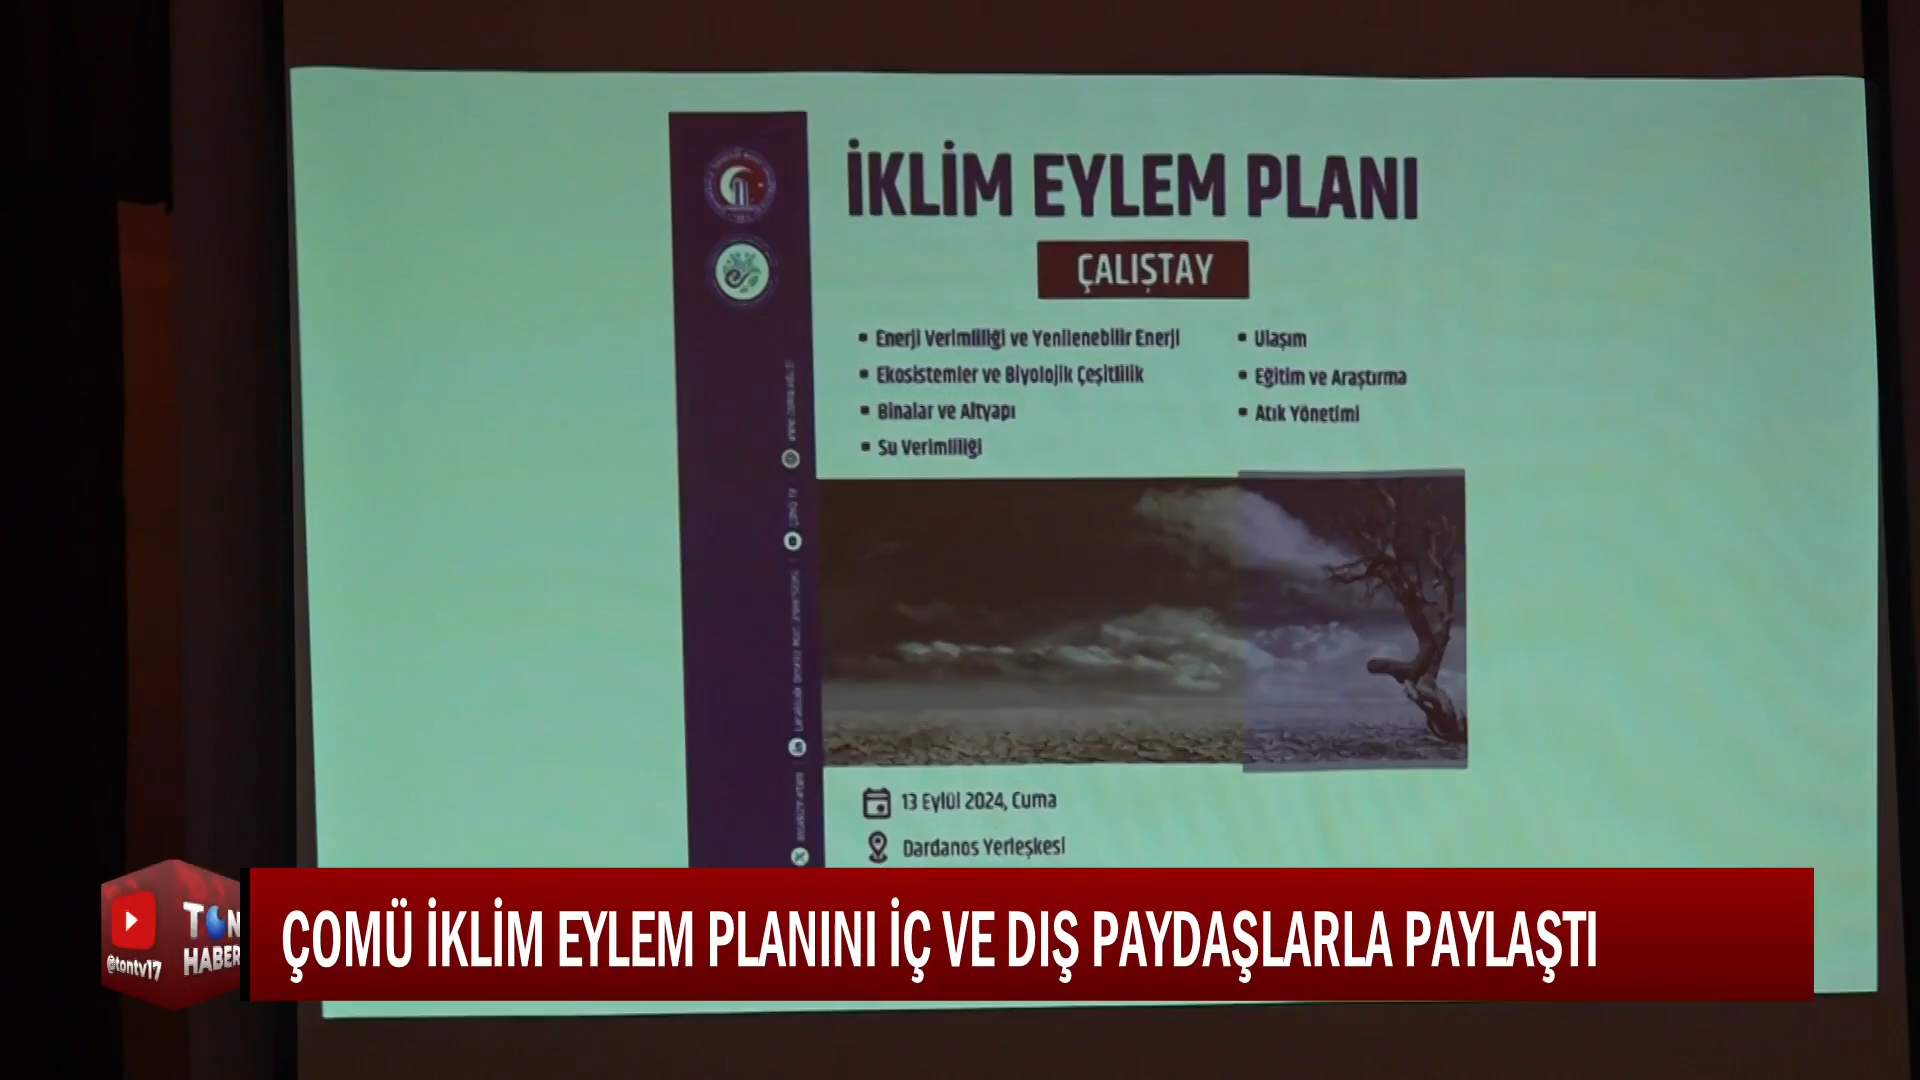 İKLİM EYLEM PLANI
ÇALIŞTAY
• Enerji Verimliliği ve Yenilenebilir Enerji
• Ekosistemler ve Biyolojik Çeşitlilik
• Binalar ve Altyapı
• Su Verimliliği
• Ulaşım
• Eğitim ve Araştırma
• Atık Yönetimi
13 Eylül 2024, Cuma
Dardanos Yerleşkesi
TON
HABER
@tontv17
ÇOMÜ İKLİM EYLEM PLANINI İÇ VE DIŞ PAYDAŞLARLA PAYLAŞTI